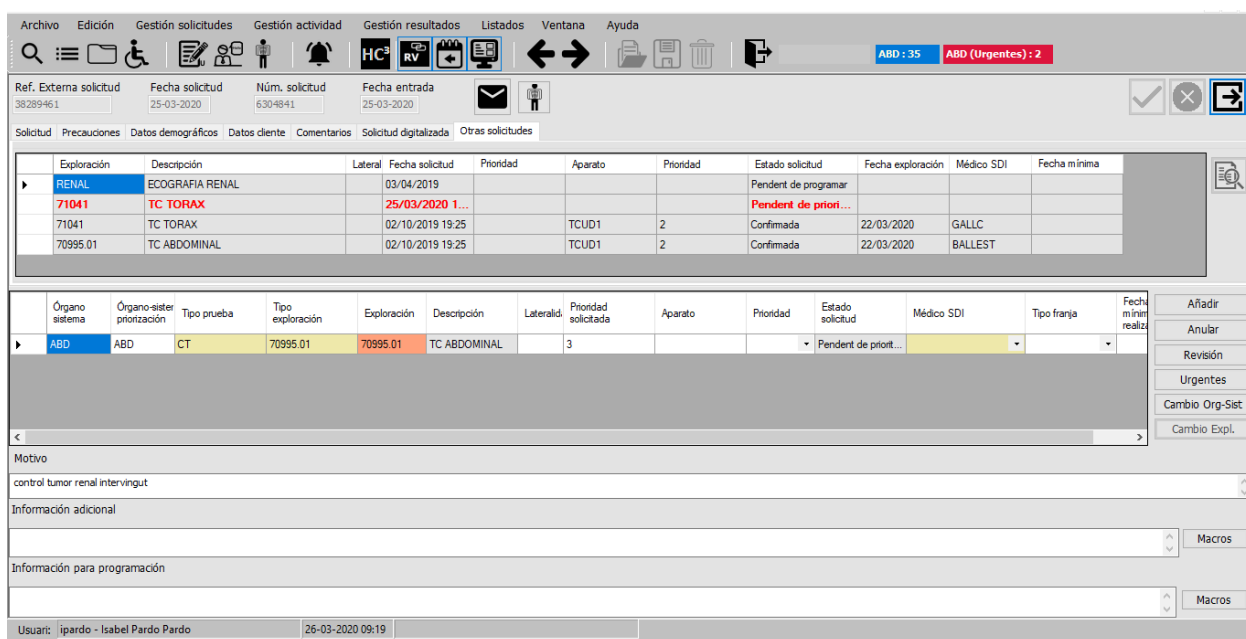 Archivo Edición Gestión solicitudes Gestión actividad Gestión resultados Listados Ventana Ayuda
HC³ RV ABD : 35 ABD (Urgentes) : 2
Ref. Externa solicitud Fecha solicitud Núm. solicitud Fecha entrada
38289461 25-03-2020 6304841 25-03-2020
Solicitud Precauciones Datos demográficos Datos cliente Comentarios Solicitud digitalizada Otras solicitudes
Exploración Descripción Lateral Fecha solicitud Prioridad Aparato Prioridad Estado solicitud Fecha exploración Médico SDI Fecha mínima
RENAL ECOGRAFIA RENAL 03/04/2019 Pendent de programar
71041 TC TORAX 25/03/2020 1... Pendent de priori...
71041 TC TORAX 02/10/2019 19:25 TCUD1 2 Confirmada 22/03/2020 GALLC
70995.01 TC ABDOMINAL 02/10/2019 19:25 TCUD1 2 Confirmada 22/03/2020 BALLEST
Órgano sistema Órgano-sister priorización Tipo prueba Tipo exploración Exploración Descripción Lateralid Prioridad solicitada Aparato Prioridad Estado solicitud Médico SDI Tipo franja Fecha mínim realiza
ABD ABD CT 70995.01 70995.01 TC ABDOMINAL 3 Pendent de priorit...
Añadir
Anular
Revisión
Urgentes
Cambio Org-Sist
Cambio Expl.
Motivo
control tumor renal intervingut
Información adicional
Macros
Información para programación
Macros
Usuari: ipardo - Isabel Pardo Pardo 26-03-2020 09:19